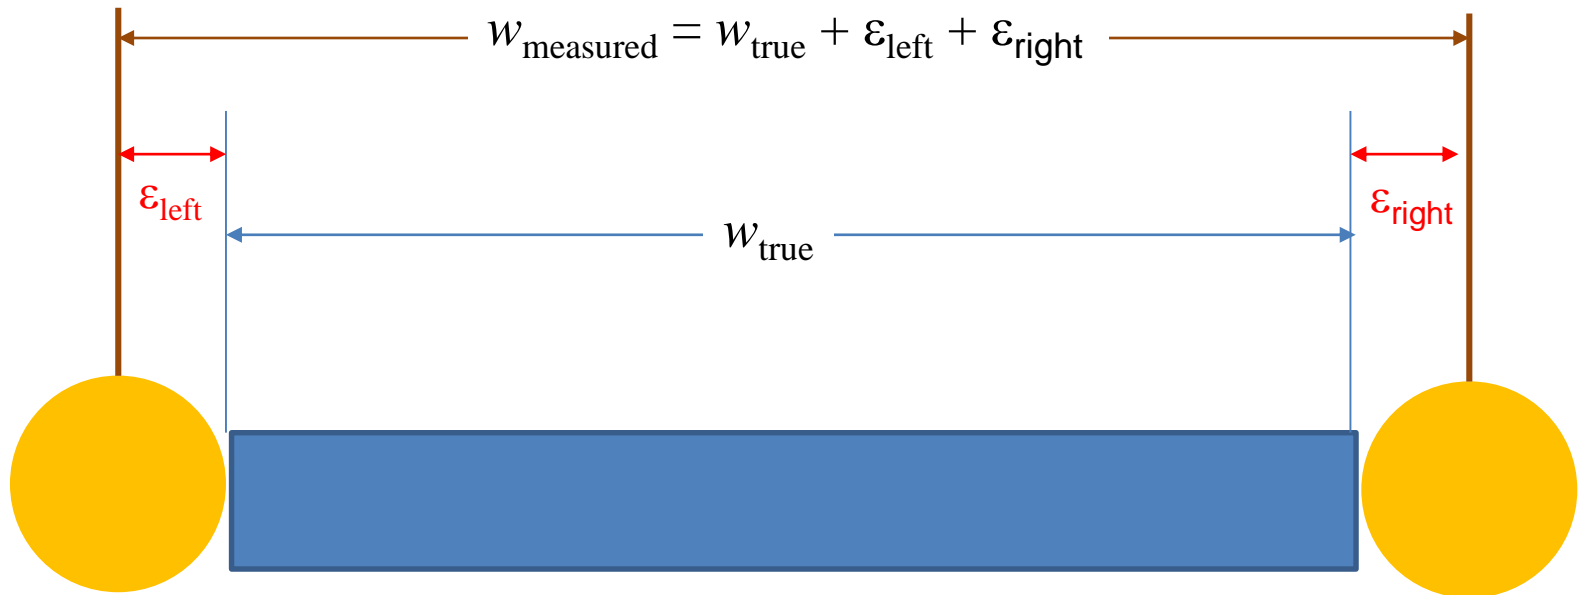 w_measured = w_true + ε_left + ε_right
ε_left
ε_right
w_true